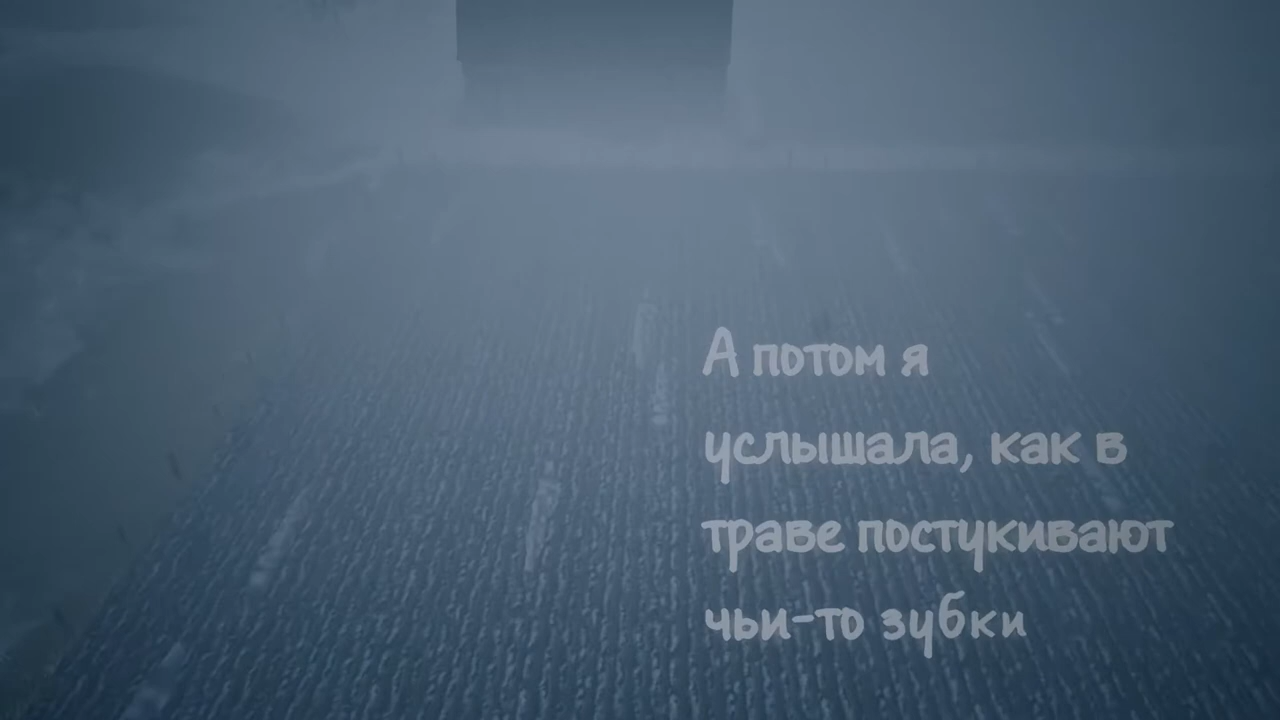 А потом я
услышала, как в
траве постукивают
чьи-то зубки